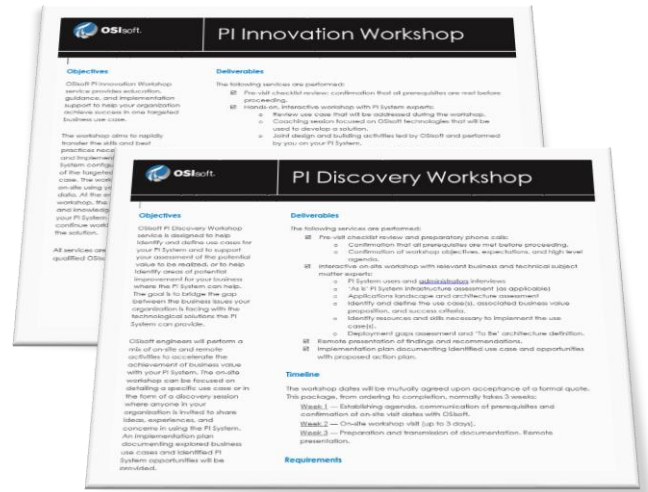 OSIsoft.
PI Innovation Workshop
Objectives
OSIsoft PI Innovation Workshop
service provides education,
guidance, and implementation
support to help your organization
achieve success in one targeted
business use case.
The workshop aims to rapidly
transfer the skills and best
practices nece
and implement
System configu
of the targeted
case. The work
on-site using yo
data. At the en
workshop, the
and knowledg
your PI System
continue work
the solution.
All services are
qualified OSIso
Deliverables
The following services are performed:
Pre-visit checklist review; confirmation that all prerequisites are met before
proceeding.
Hands-on, interactive workshop with PI System experts:
Review use case that will be addressed during the workshop.
Coaching session focused on OSIsoft technologies that will be
used to develop a solution.
Joint design and building activities led by OSIsoft and performed
by you on your PI System.
OSIsoft.
PI Discovery Workshop
Objectives
OSIsoft PI Discovery Workshop
service is designed to help
identify and define use cases for
your PI System and to support
your assessment of the potential
value to be realized, or to help
identify areas of potential
improvement for your business
where the PI System can help.
The goal is to bridge the gap
between the business issues your
organization is facing with the
technological solutions the PI
System can provide.
OSIsoft engineers will perform a
mix of on-site and remote
activities to accelerate the
achievement of business value
with your PI System. The on-site
workshop can be focused on
detailing a specific use case or in
the form of a discovery session
where anyone in your
organization is invited to share
ideas, experiences, and
concerns in using the PI System.
An implementation plan
documenting explored business
use cases and identified PI
System opportunities will be
provided.
Deliverables
The following services are performed:
Pre-visit checklist review and preparatory phone calls:
Confirmation that all prerequisites are met before proceeding.
Confirmation of workshop objectives, expectations, and high level
agenda.
Interactive on-site workshop with relevant business and technical subject
matter experts:
PI System users and administrators interviews
'As Is' PI System infrastructure assessment (as applicable)
Applications landscape and architecture assessment
Identify and define the use case(s), associated business value
proposition, and success criteria.
Identify resources and skills necessary to implement the use
case(s).
Deployment gaps assessment and 'To Be' architecture definition.
Remote presentation of findings and recommendations.
Implementation plan documenting identified use case and opportunities
with proposed action plan.
Timeline
The workshop dates will be mutually agreed upon acceptance of a formal quote.
This package, from ordering to completion, normally takes 3 weeks:
Week 1 — Establishing agenda, communication of prerequisites and
confirmation of on-site visit dates with OSIsoft.
Week 2 — On-site workshop visit (up to 3 days).
Week 3 — Preparation and transmission of documentation. Remote
presentation.
Requirements